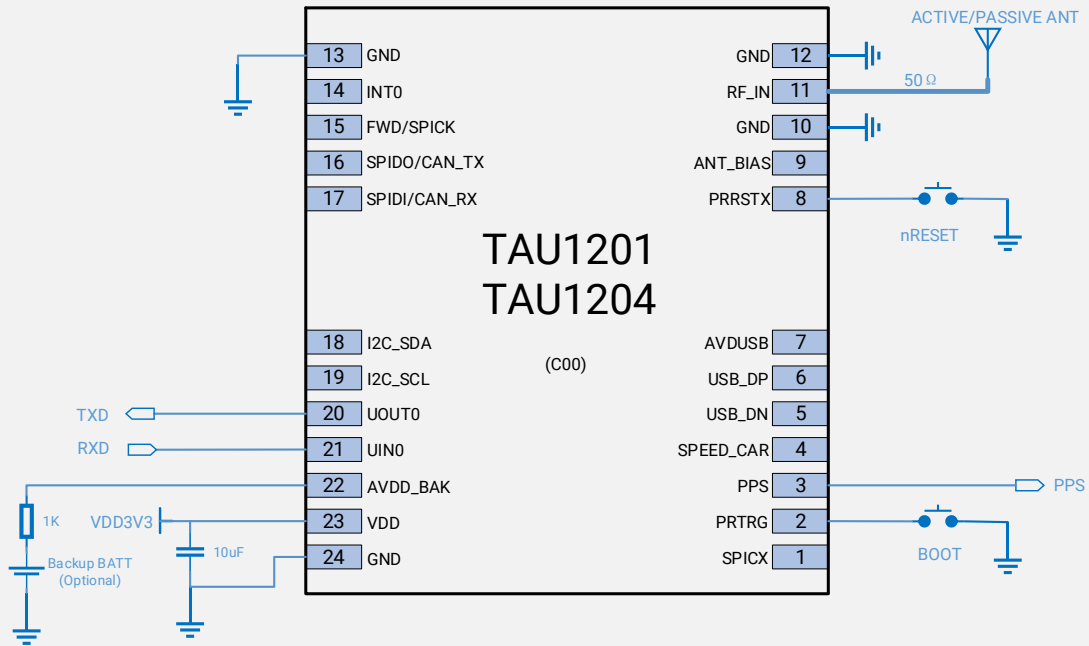 ACTIVE/PASSIVE ANT
13 GND
GND 12
14 INT0
RF_IN 11
50Ω
15 FWD/SPICK
GND 10
16 SPIDO/CAN_TX
ANT_BIAS 9
17 SPIDI/CAN_RX
PRRSTX 8
nRESET
TAU1201
TAU1204
(C00)
18 I2C_SDA
AVDUSB 7
19 I2C_SCL
USB_DP 6
TXD
20 UOUT0
USB_DN 5
RXD
21 UIN0
SPEED_CAR 4
22 AVDD_BAK
PPS 3
PPS
1K
VDD3V3
23 VDD
PRTRG 2
BOOT
10uF
24 GND
SPICX 1
Backup BATT
(Optional)